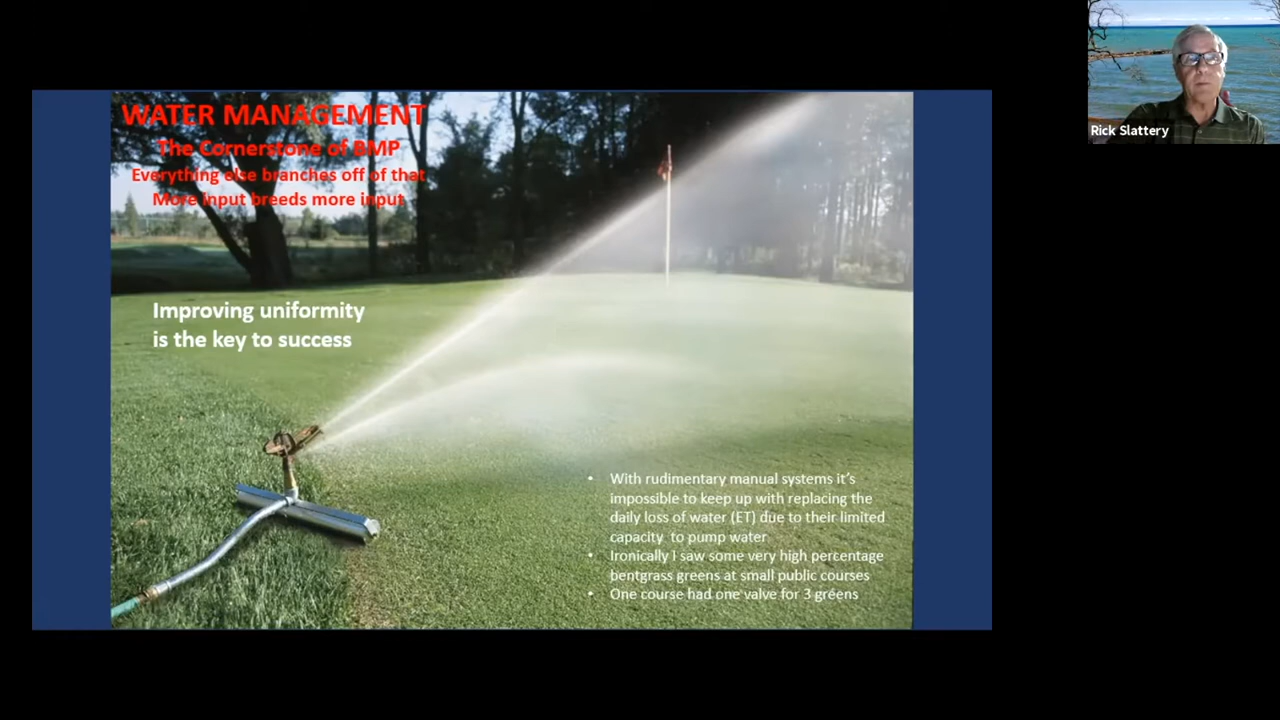 WATER MANAGEMENT
The Cornerstone of BMP
Everything else branches off of that
More input breeds more input
Improving uniformity
is the key to success
• With rudimentary manual systems it's
impossible to keep up with replacing the
daily loss of water (ET) due to their limited
capacity to pump water
• Ironically I saw some very high percentage
bentgrass greens at small public courses
• One course had one valve for 3 greens
Rick Slattery